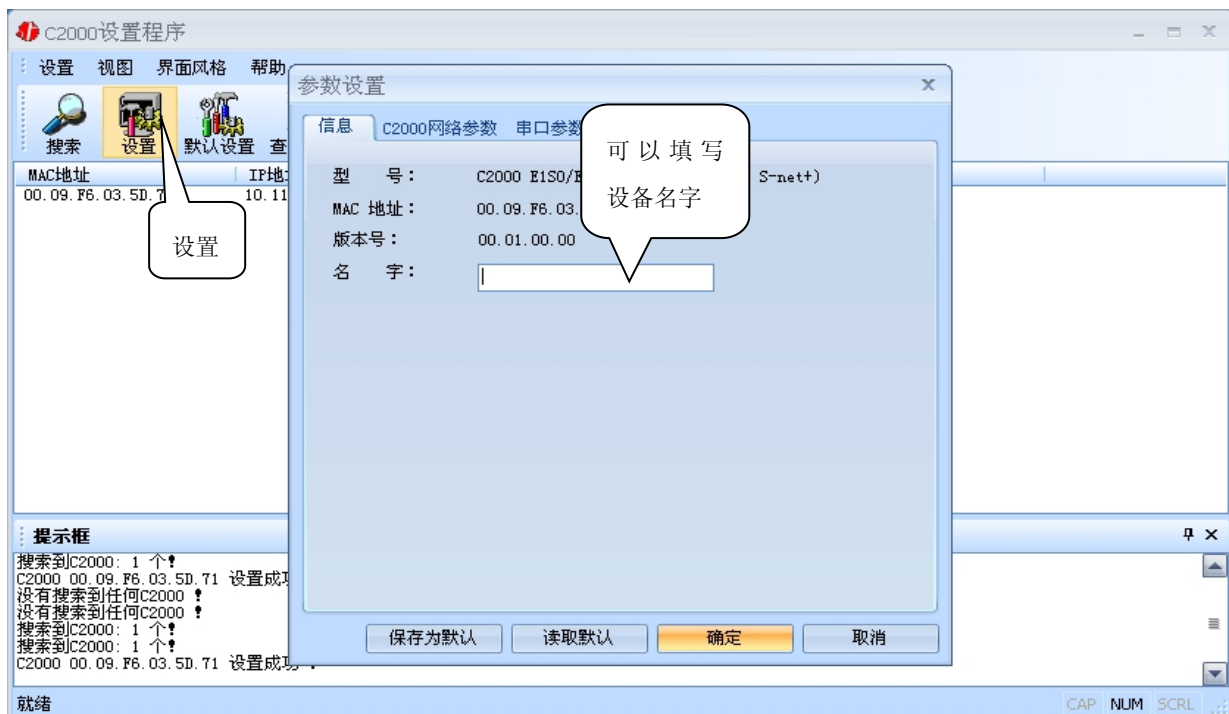 C2000设置程序
设置 视图 界面风格 帮助
搜索 设置 默认设置 查
MAC地址 IP地
00.09.F6.03.5D.7 10.11
设置
参数设置
信息 C2000网络参数 串口参数
可以填写
设备名字
型 号： C2000 E1S0/E S-net+)
MAC 地址： 00.09.F6.03.
版本号： 00.01.00.00
名 字：
保存为默认 读取默认 确定 取消
提示框
搜索到C2000: 1 个!
C2000 00.09.F6.03.5D.71 设置成功
没有搜索到任何C2000 !
没有搜索到任何C2000 !
搜索到C2000: 1 个!
搜索到C2000: 1 个!
C2000 00.09.F6.03.5D.71 设置成功 !
就绪 CAP NUM SCRL